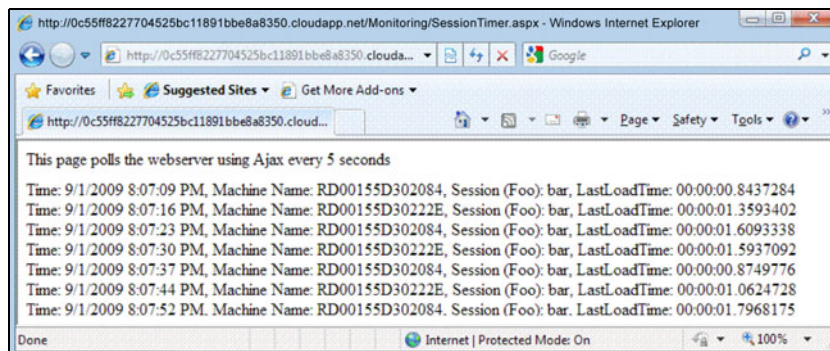 http://0c55ff8227704525bc11891bbe8a8350.cloudapp.net/Monitoring/SessionTimer.aspx - Windows Internet Explorer
http://0c55ff8227704525bc11891bbe8a8350.clouda... Google
Favorites Suggested Sites Get More Add-ons
http://0c55ff8227704525bc11891bbe8a8350.cloud... Page Safety Tools »
This page polls the webserver using Ajax every 5 seconds
Time: 9/1/2009 8:07:09 PM, Machine Name: RD00155D302084, Session (Foo): bar, LastLoadTime: 00:00:00.8437284
Time: 9/1/2009 8:07:16 PM, Machine Name: RD00155D30222E, Session (Foo): bar, LastLoadTime: 00:00:01.3593402
Time: 9/1/2009 8:07:23 PM, Machine Name: RD00155D302084, Session (Foo): bar, LastLoadTime: 00:00:01.6093338
Time: 9/1/2009 8:07:30 PM, Machine Name: RD00155D30222E, Session (Foo): bar, LastLoadTime: 00:00:01.5937092
Time: 9/1/2009 8:07:37 PM, Machine Name: RD00155D302084, Session (Foo): bar, LastLoadTime: 00:00:00.8749776
Time: 9/1/2009 8:07:44 PM, Machine Name: RD00155D30222E, Session (Foo): bar, LastLoadTime: 00:00:01.0624728
Time: 9/1/2009 8:07:52 PM, Machine Name: RD00155D302084, Session (Foo): bar, LastLoadTime: 00:00:01.7968175
Done Internet | Protected Mode: On 100%